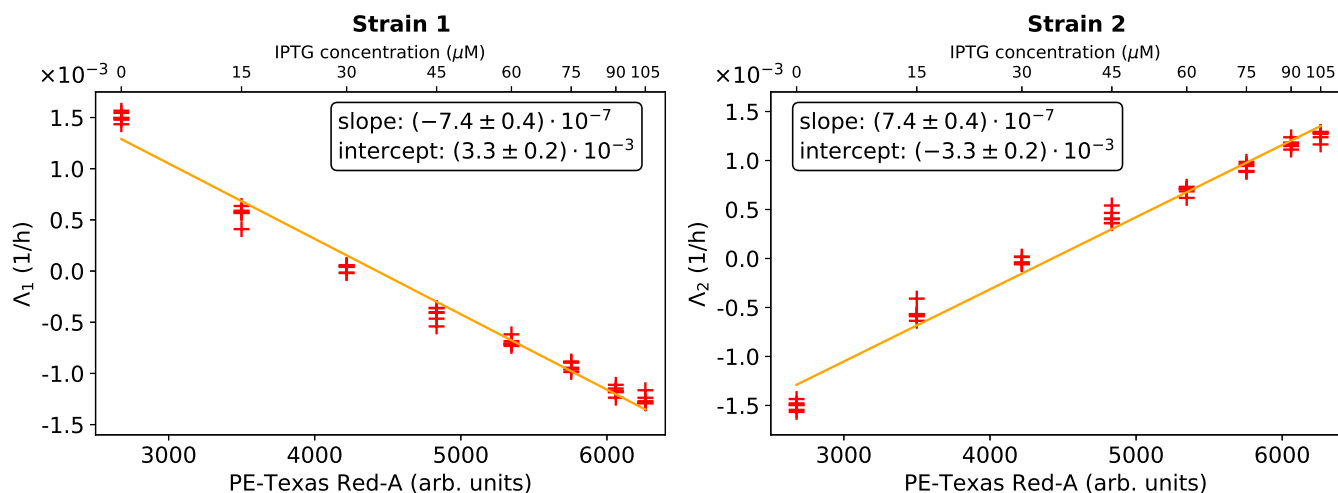 Strain 1
IPTG concentration (μM)
×10⁻³ 0 15 30 45 60 75 90 105
slope: (−7.4 ± 0.4) · 10⁻⁷
intercept: (3.3 ± 0.2) · 10⁻³
1.5
1.0
0.5
0.0
-0.5
-1.0
-1.5
Λ₁ (1/h)
3000 4000 5000 6000
PE-Texas Red-A (arb. units)
Strain 2
IPTG concentration (μM)
×10⁻³ 0 15 30 45 60 75 90 105
slope: (7.4 ± 0.4) · 10⁻⁷
intercept: (−3.3 ± 0.2) · 10⁻³
1.5
1.0
0.5
0.0
-0.5
-1.0
-1.5
Λ₂ (1/h)
3000 4000 5000 6000
PE-Texas Red-A (arb. units)